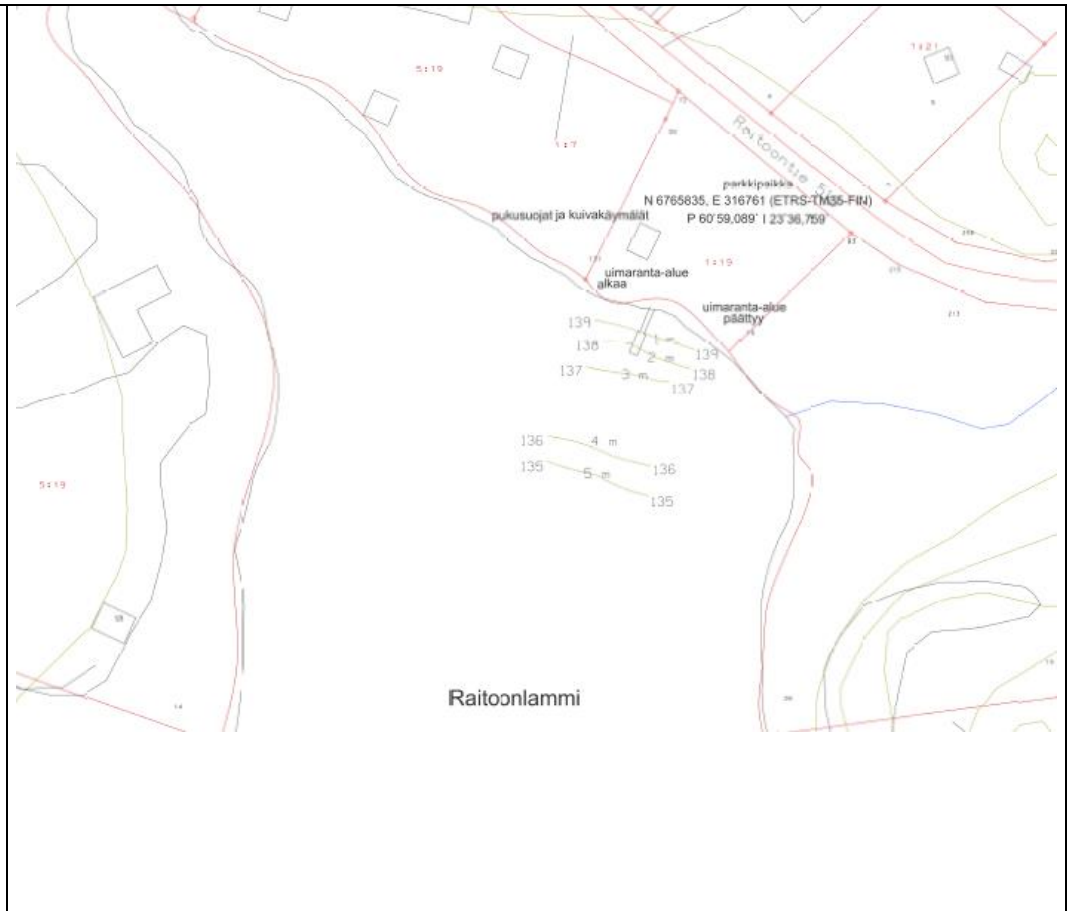 1:21
5:19
Raitoontie
1:7
parkkipaikka
N 6765835, E 316761 (ETRS-TM35-FIN)
pukusuojat ja kuivakäymälät
P 60°59,089' I 23°36,759
1:19
uimaranta-alue
alkaa
uimaranta-alue
päättyy
139
1 m
139
138
2 m
138
137
3 m
137
136
4 m
136
135
5 m
135
5:19
Raitoonlammi